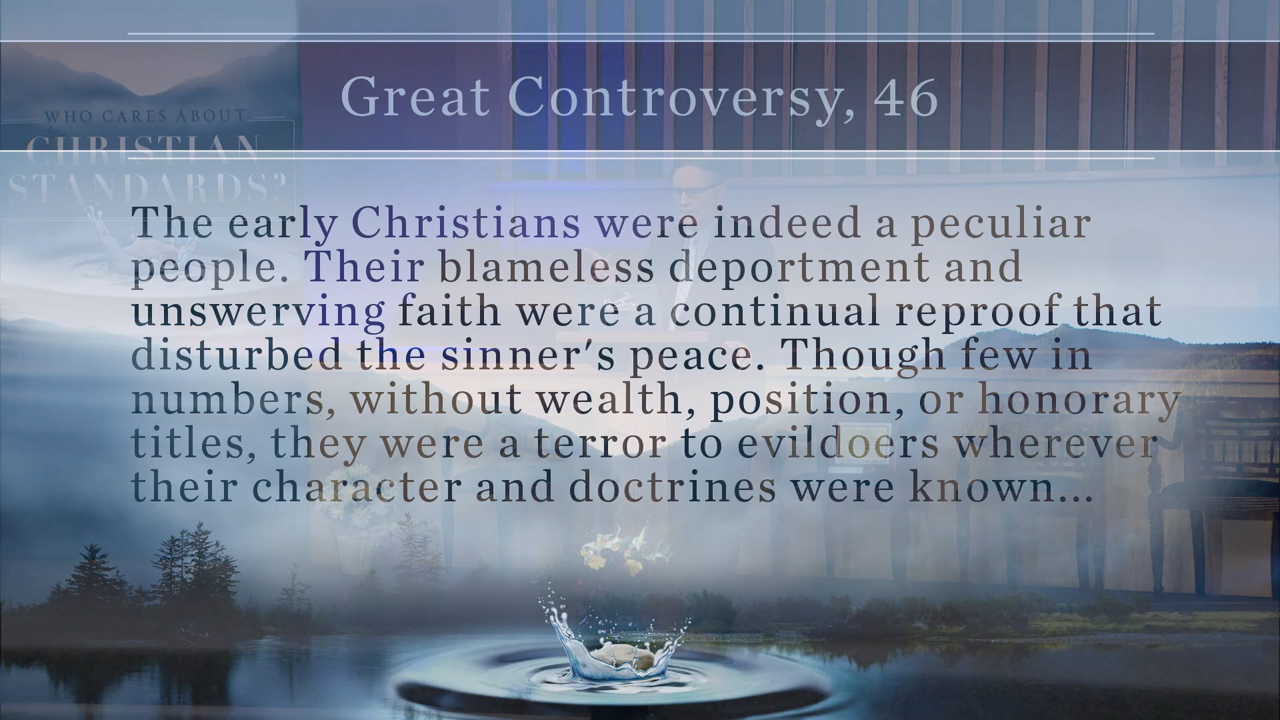 Great Controversy, 46
WHO CARES ABOUT
CHRISTIAN
STANDARDS?
The early Christians were indeed a peculiar
people. Their blameless deportment and
unswerving faith were a continual reproof that
disturbed the sinner's peace. Though few in
numbers, without wealth, position, or honorary
titles, they were a terror to evildoers wherever
their character and doctrines were known...